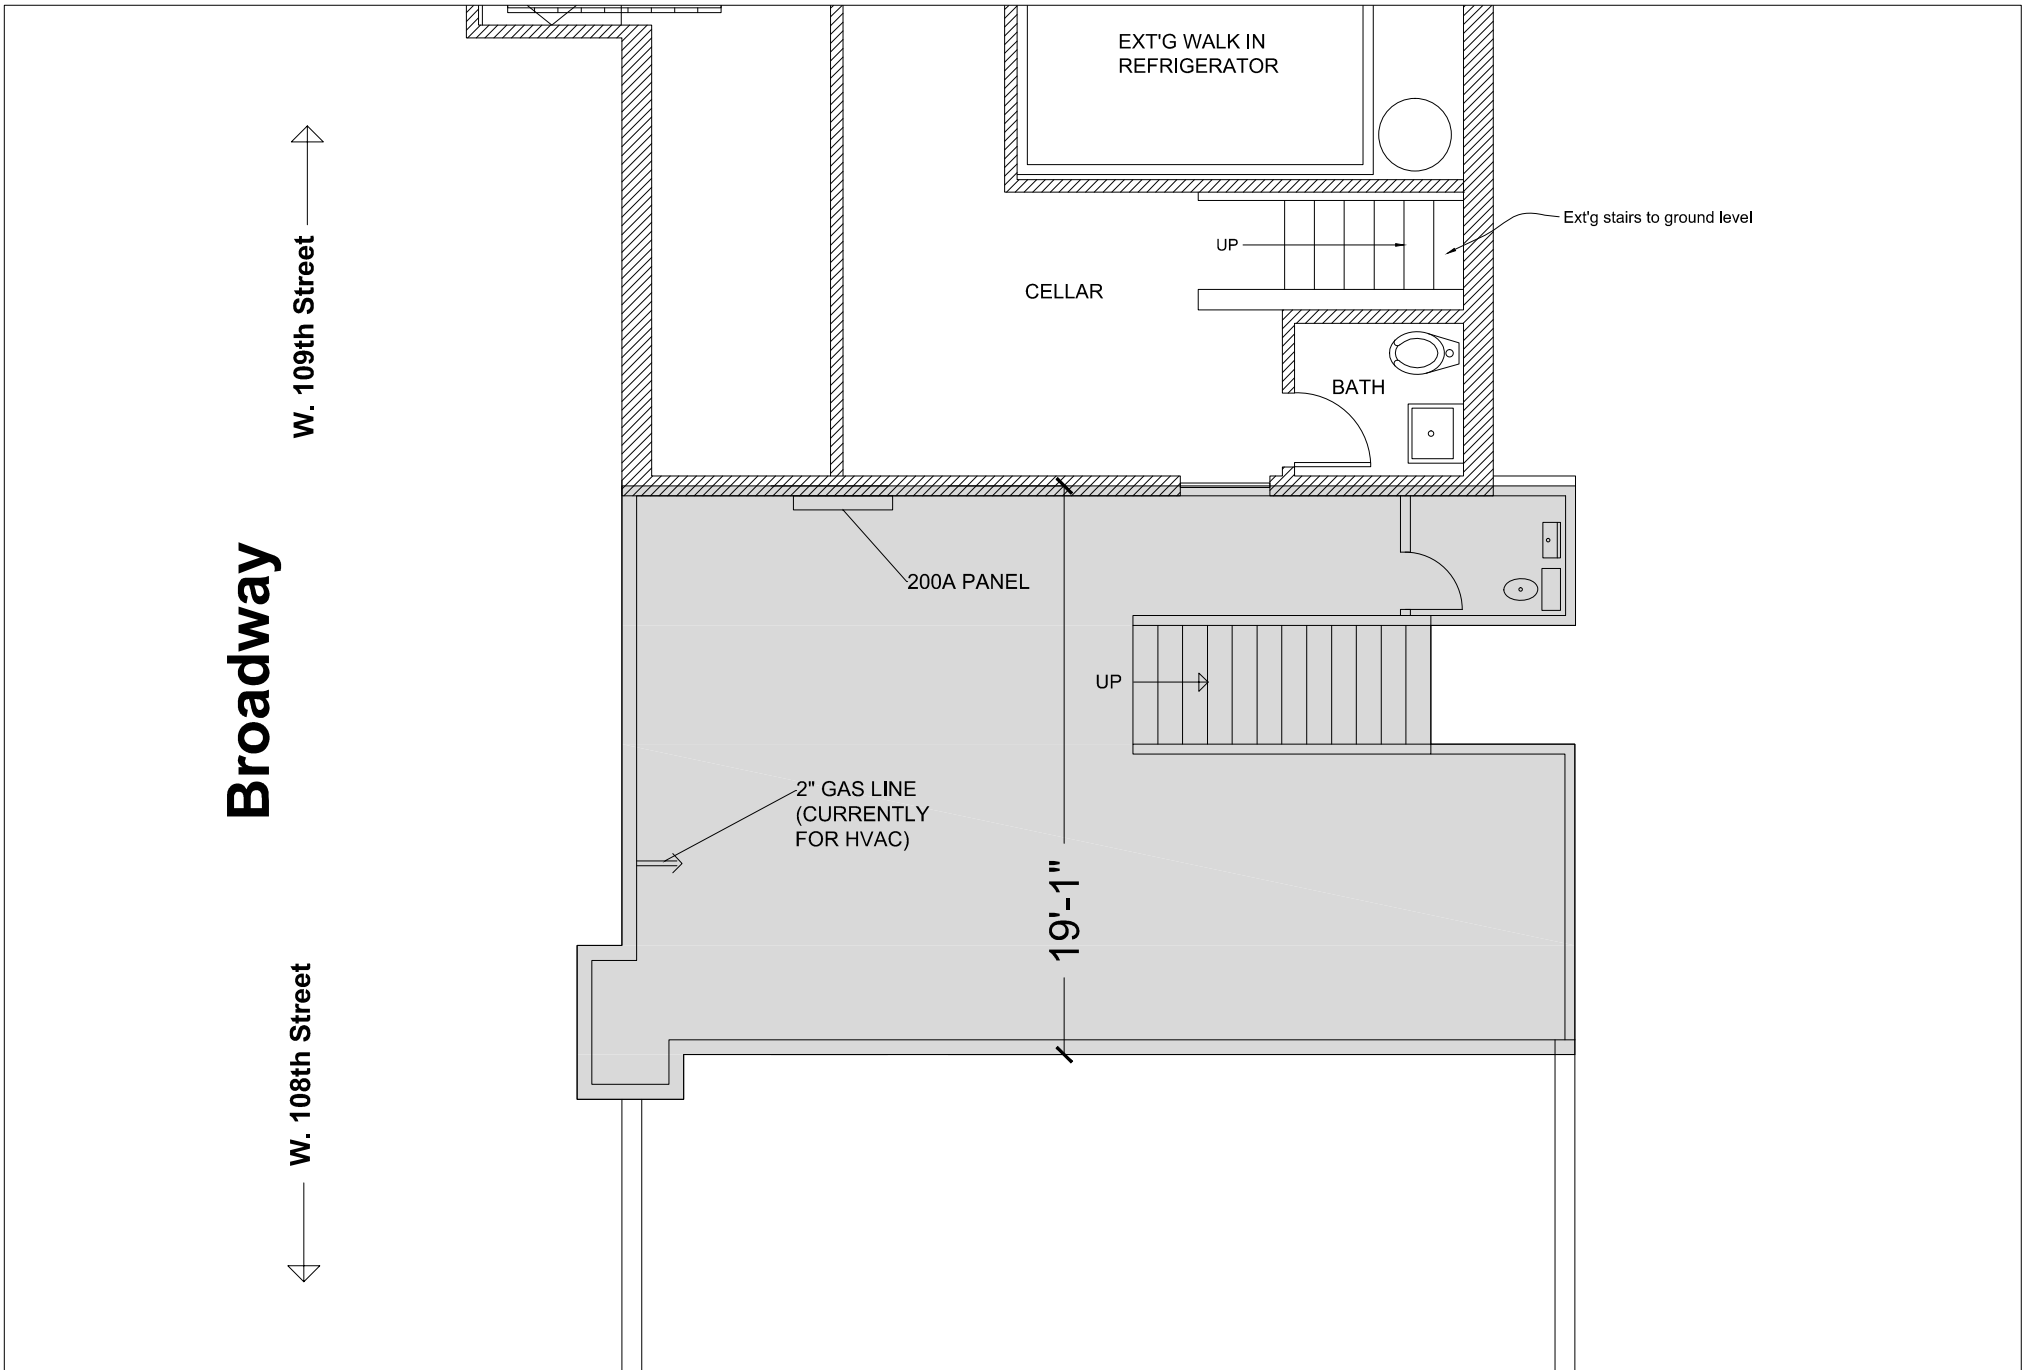 EXT'G WALK IN
REFRIGERATOR
Ext'g stairs to ground level
UP
CELLAR
W. 109th Street
BATH
200A PANEL
Broadway
UP
2" GAS LINE
(CURRENTLY
FOR HVAC)
19'-1"
W. 108th Street